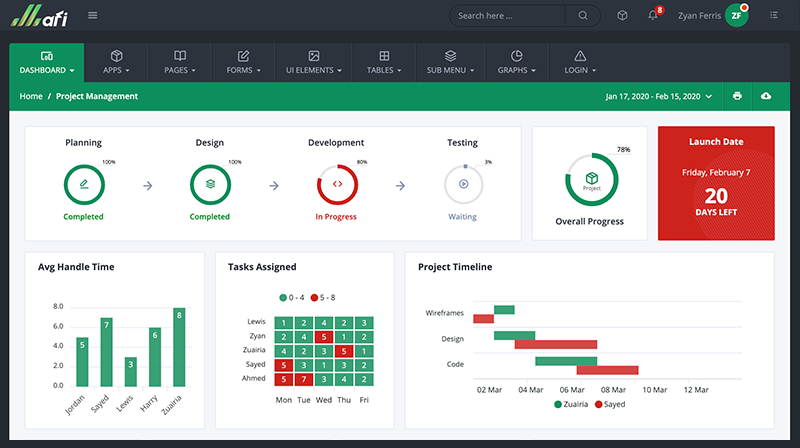 afi
Search here ...
8
Zyan Ferris
ZF
DASHBOARD
APPS
PAGES
FORMS
UI ELEMENTS
TABLES
SUB MENU
GRAPHS
LOGIN
Home / Project Management
Jan 17, 2020 - Feb 15, 2020
Planning
Design
Development
Testing
100%
100%
80%
3%
Completed
Completed
In Progress
Waiting
78%
Project
Overall Progress
Launch Date
Friday, February 7
20
DAYS LEFT
Avg Handle Time
8.0
6.0
4.0
2.0
0.0
5
7
3
6
8
Jordan
Sayed
Lewis
Harry
Zuairia
Tasks Assigned
0 - 4
5 - 8
Lewis 1 2 4 2 3
Zyan 2 4 5 1 2
Zuairia 4 2 3 5 1
Sayed 5 3 1 3 2
Ahmed 5 7 3 4 2
Mon Tue Wed Thu Fri
Project Timeline
Wireframes
Design
Code
02 Mar 04 Mar 06 Mar 08 Mar 10 Mar 12 Mar
Zuairia
Sayed